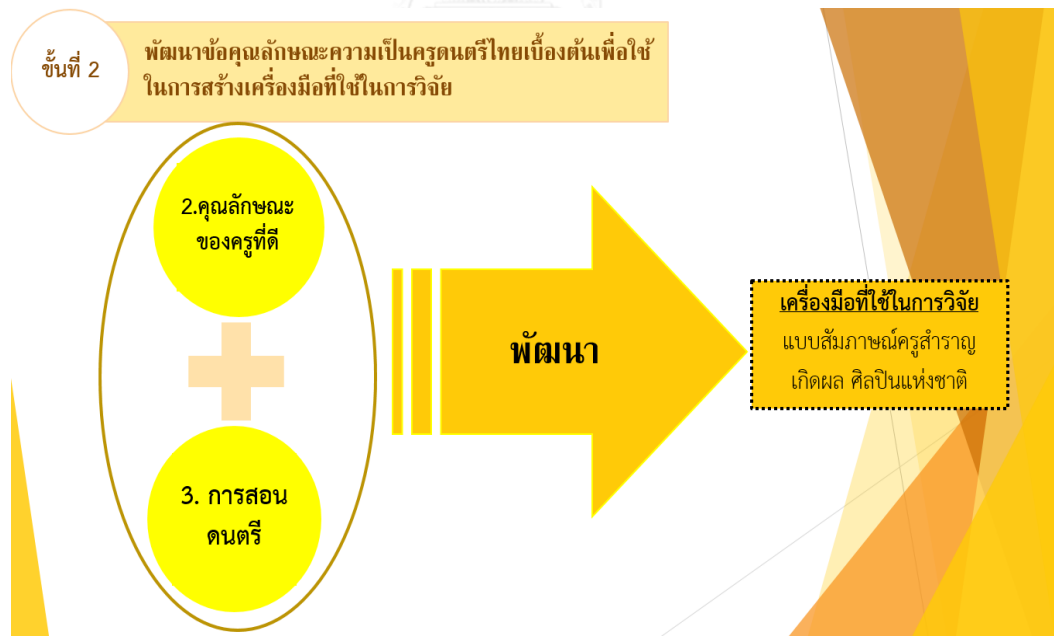 ขั้นที่ 2
พัฒนาข้อคุณลักษณะความเป็นครูดนตรีไทยเบื้องต้นเพื่อใช้
ในการสร้างเครื่องมือที่ใช้ในการวิจัย
2.คุณลักษณะ
ของครูที่ดี
3. การสอน
ดนตรี
พัฒนา
เครื่องมือที่ใช้ในการวิจัย
แบบสัมภาษณ์ครูสำราญ
เกิดผล ศิลปินแห่งชาติ